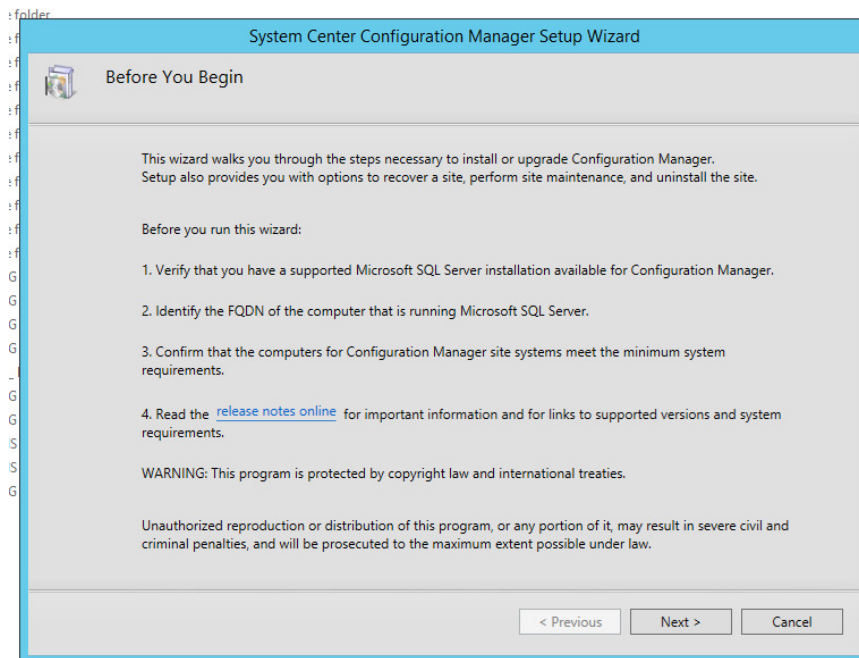 folder
System Center Configuration Manager Setup Wizard
Before You Begin
This wizard walks you through the steps necessary to install or upgrade Configuration Manager.
Setup also provides you with options to recover a site, perform site maintenance, and uninstall the site.
Before you run this wizard:
1. Verify that you have a supported Microsoft SQL Server installation available for Configuration Manager.
2. Identify the FQDN of the computer that is running Microsoft SQL Server.
3. Confirm that the computers for Configuration Manager site systems meet the minimum system
requirements.
4. Read the release notes online for important information and for links to supported versions and system
requirements.
WARNING: This program is protected by copyright law and international treaties.
Unauthorized reproduction or distribution of this program, or any portion of it, may result in severe civil and
criminal penalties, and will be prosecuted to the maximum extent possible under law.
< Previous
Next >
Cancel